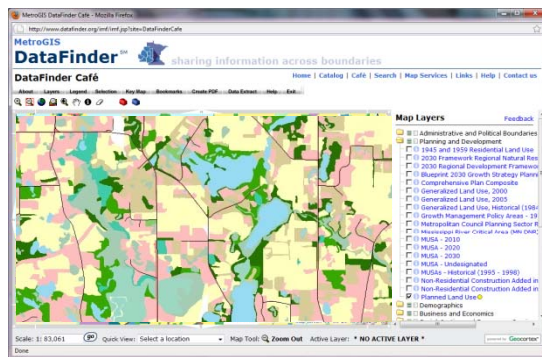 MetroGIS DataFinder Café - Mozilla Firefox
http://www.datafinder.org/imf/imf.jsp?site=DataFinderCafe
MetroGIS
DataFinder SM
sharing information across boundaries
DataFinder Café
Home | Catalog | Café | Search | Map Services | Links | Help | Contact us
About... Layers Legend Selection Key Map Bookmarks Create PDF Data Extract Help Exit...
Map Layers Feedback
Administrative and Political Boundaries
Planning and Development
1945 and 1959 Residential Land Use
2030 Framework Regional Natural Res
2030 Regional Development Framewo
Blueprint 2030 Growth Strategy Planni
Comprehensive Plan Composite
Generalized Land Use, 2000
Generalized Land Use, 2005
Generalized Land Use, Historical (1984
Growth Management Policy Areas - 19
Metropolitan Council Planning Sector R
Mississippi River Critical Area (MN DNR)
MUSA - 2010
MUSA - 2020
MUSA - 2030
MUSA - Undesignated
MUSAs - Historical (1995 - 1998)
Non-Residential Construction Added in
Non-Residential Construction Added in
Planned Land Use
Demographics
Business and Economics
Scale: 1: 83,061 go Quick View: Select a location Map Tool: Zoom Out Active Layer: * NO ACTIVE LAYER * powered by Geocortex
Done